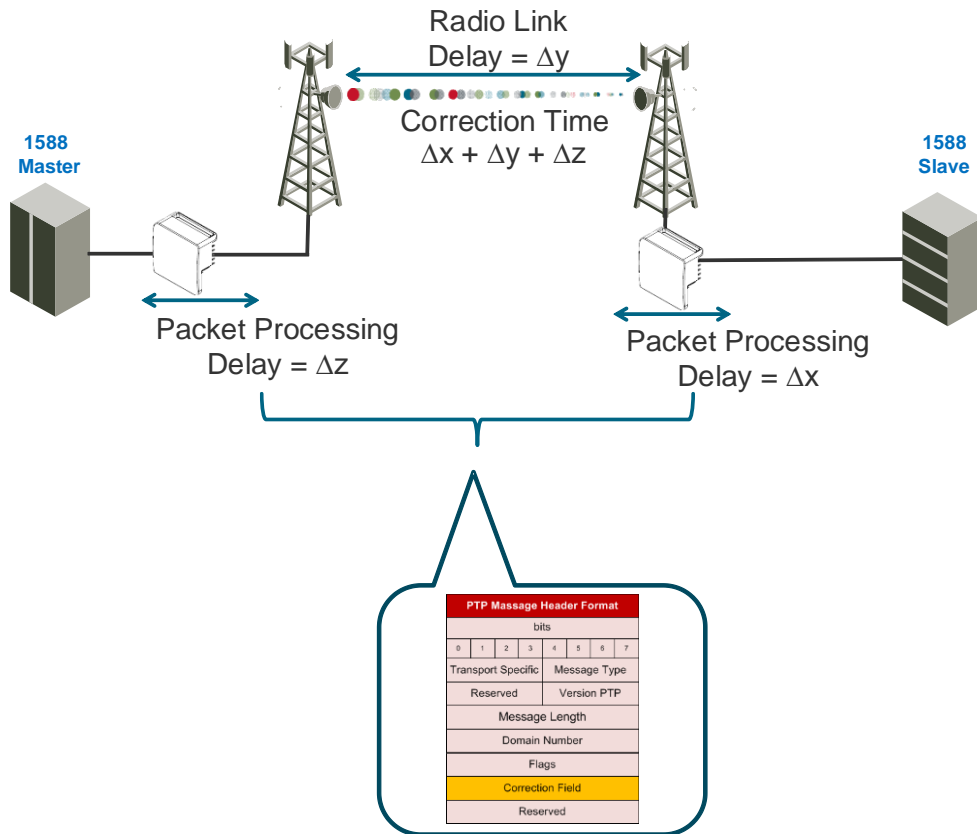 Radio Link
Delay = Δy
Correction Time
Δx + Δy + Δz
1588
Master
1588
Slave
Packet Processing
Delay = Δz
Packet Processing
Delay = Δx
PTP Massage Header Format
bits
0 1 2 3 4 5 6 7
Transport Specific Message Type
Reserved Version PTP
Message Length
Domain Number
Flags
Correction Field
Reserved